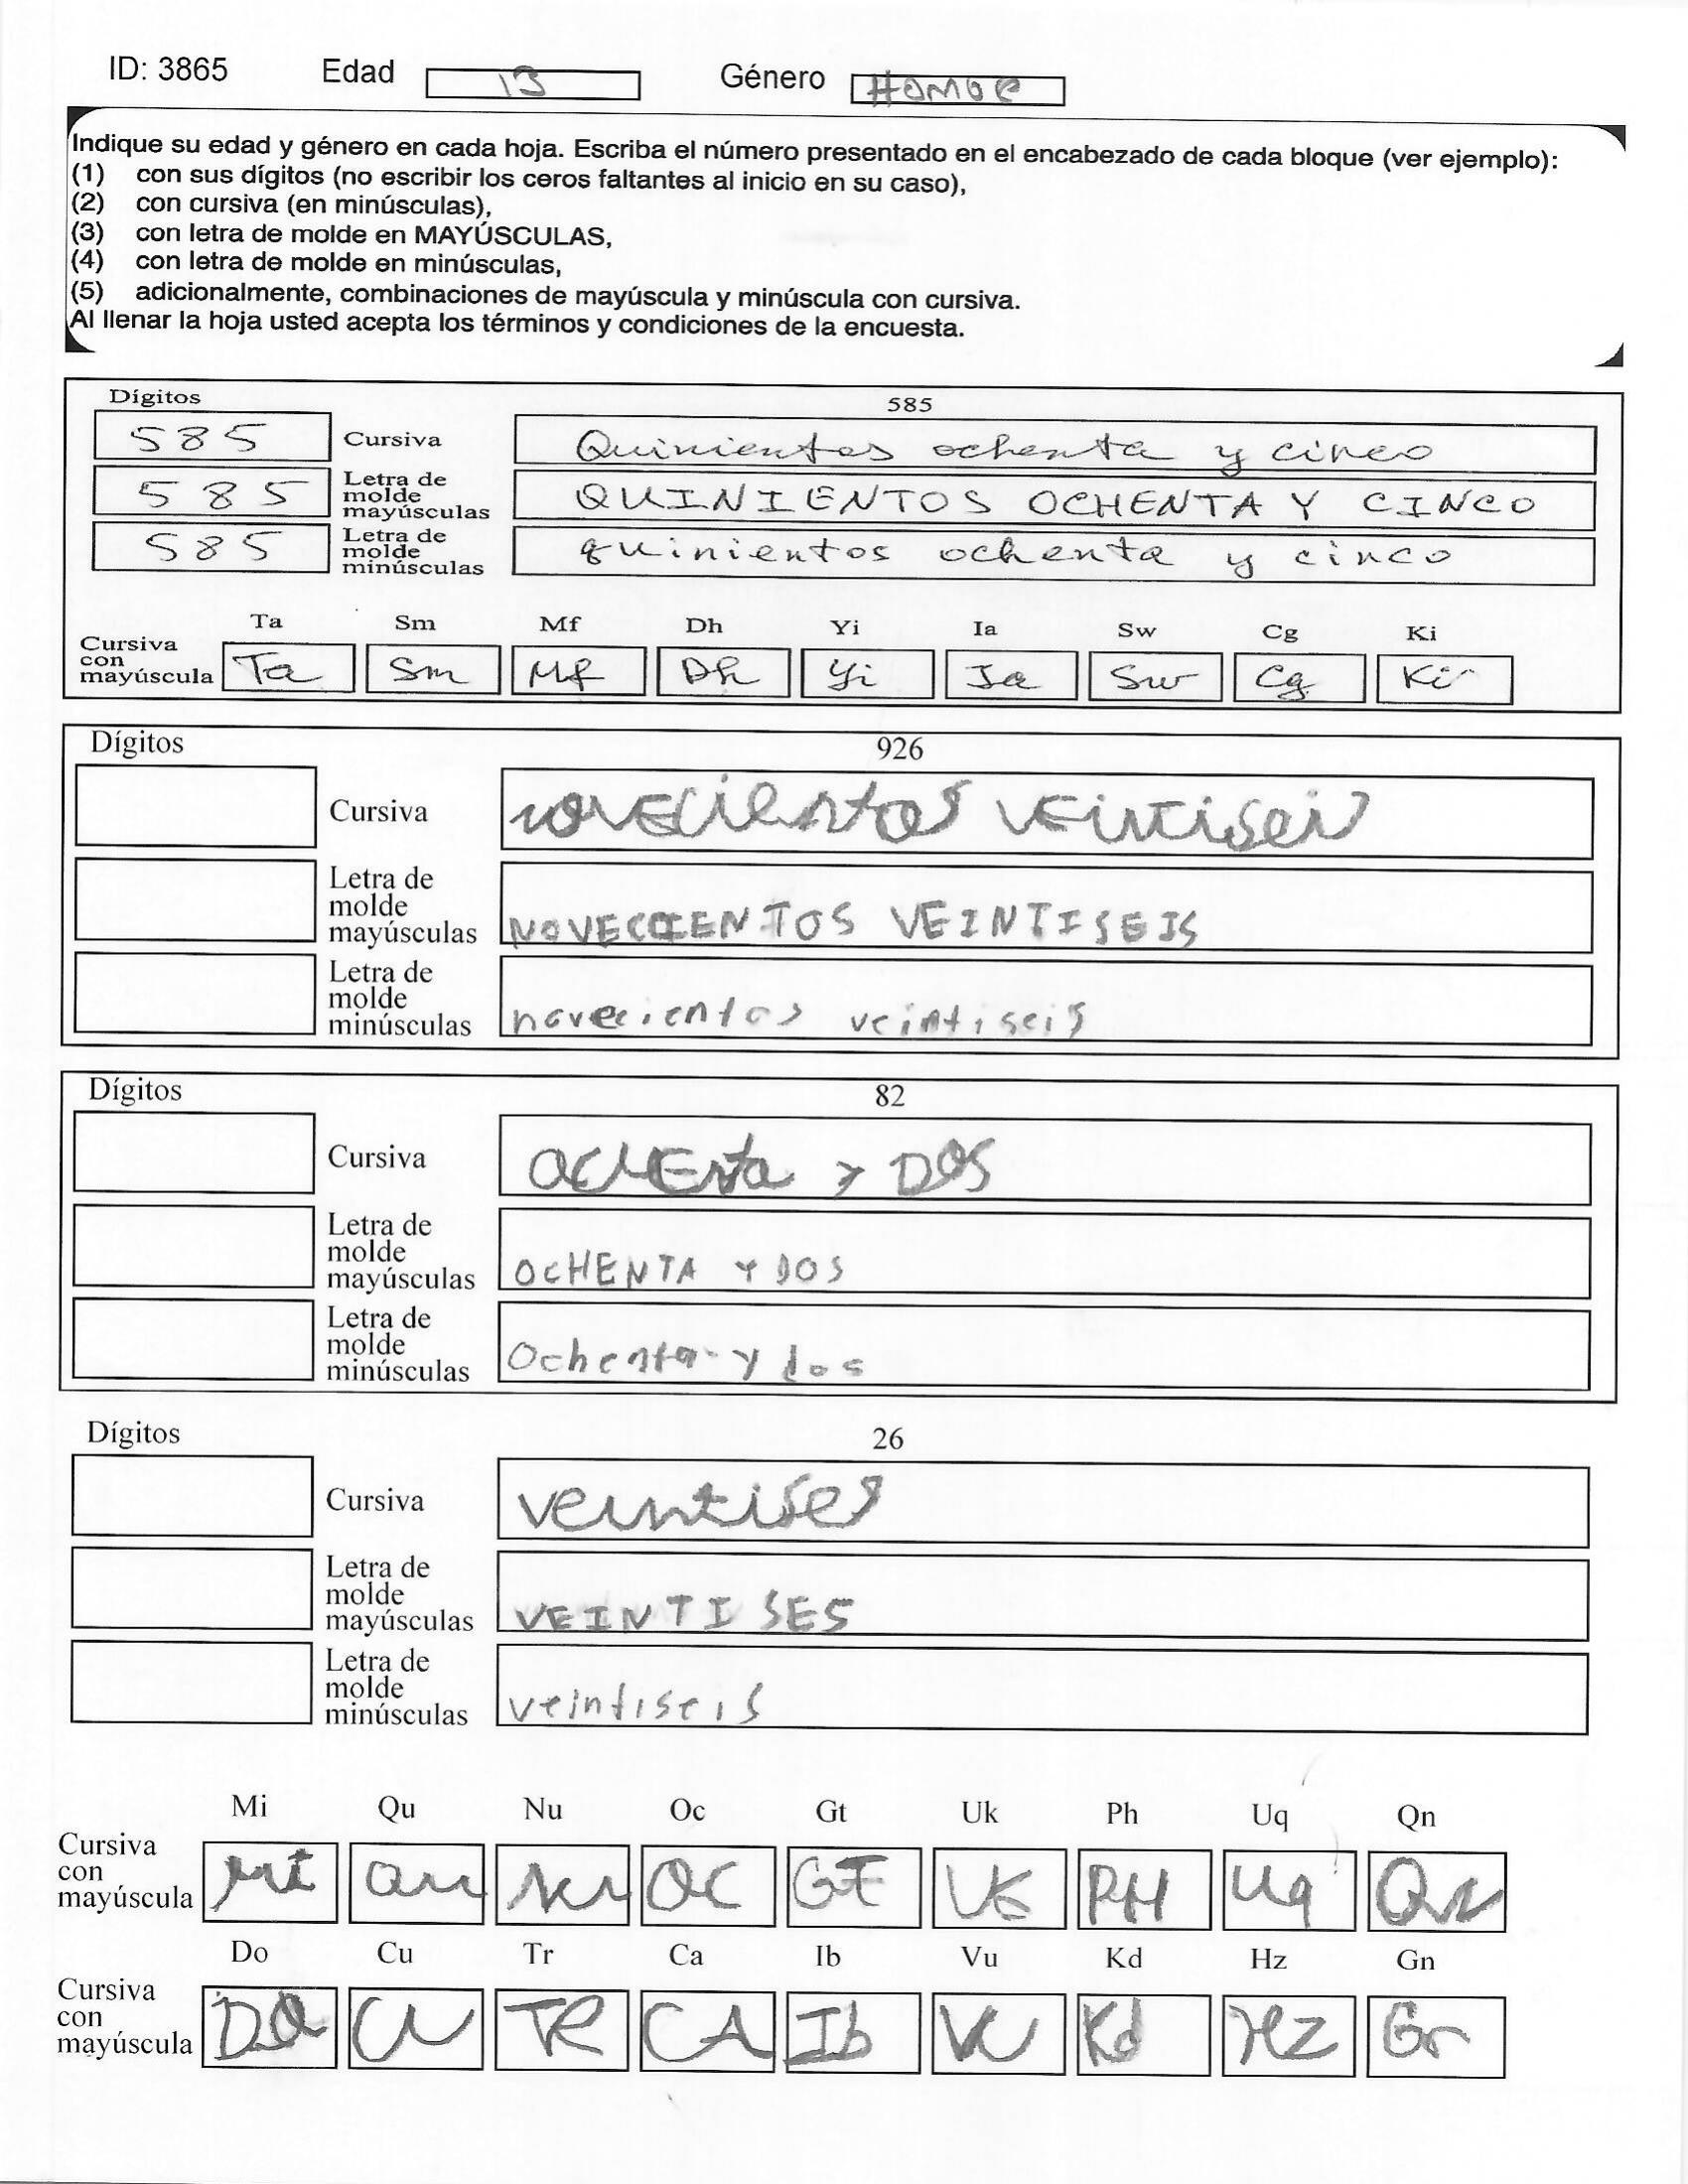 ID: 3865 Edad 13 Género HOMBRE
Indique su edad y género en cada hoja. Escriba el número presentado en el encabezado de cada bloque (ver ejemplo):
(1) con sus dígitos (no escribir los ceros faltantes al inicio en su caso),
(2) con cursiva (en minúsculas),
(3) con letra de molde en MAYÚSCULAS,
(4) con letra de molde en minúsculas,
(5) adicionalmente, combinaciones de mayúscula y minúscula con cursiva.
Al llenar la hoja usted acepta los términos y condiciones de la encuesta.
Dígitos 585
585 Cursiva Quinientos ochenta y cinco
585 Letra de molde mayúsculas QUINIENTOS OCHENTA Y CINCO
585 Letra de molde minúsculas quinientos ochenta y cinco
Ta Sm Mf Dh Yi Ia Sw Cg Ki
Cursiva con mayúscula Ta Sm Mf Dh Yi Ia Sw Cg Ki
Dígitos 926
Cursiva novecientos veintiseis
Letra de molde mayúsculas NOVECIENTOS VEINTISEIS
Letra de molde minúsculas novecientos veintiseis
Dígitos 82
Cursiva OCHENta y DOS
Letra de molde mayúsculas OCHENTA Y DOS
Letra de molde minúsculas Ochenta y dos
Dígitos 26
Cursiva veintises
Letra de molde mayúsculas VEINTISES
Letra de molde minúsculas veintiseis
Mi Qu Nu Oc Gt Uk Ph Uq Qn
Cursiva con mayúscula Mi Qu Nu OC Gt Uk PH Uq Qn
Do Cu Tr Ca Ib Vu Kd Hz Gn
Cursiva con mayúscula DO Cu TR CA Ib Vu Kd Hz Gn